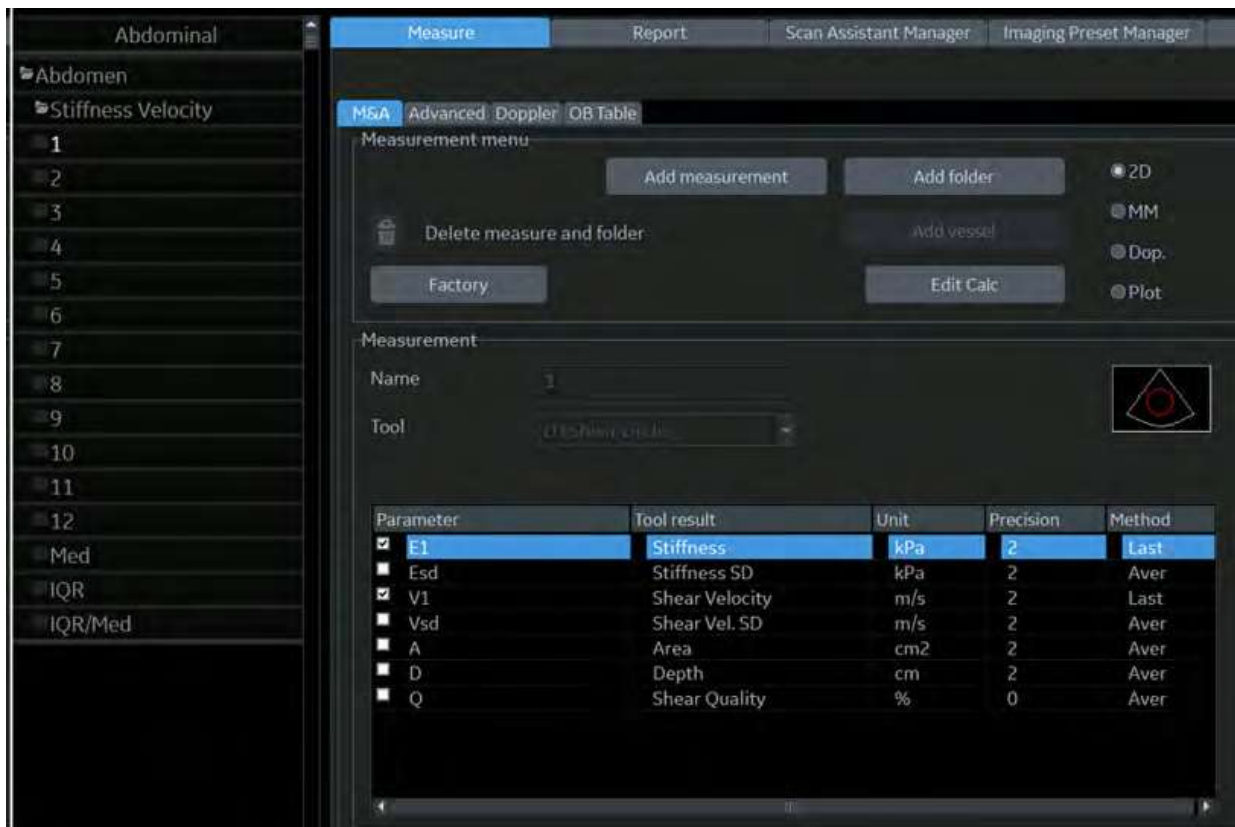 Abdominal
Abdomen
Stiffness Velocity
1
2
3
4
5
6
7
8
9
10
11
12
Med
IQR
IQR/Med
Measure Report Scan Assistant Manager Imaging Preset Manager
M&A Advanced Doppler OB Table
Measurement menu
Add measurement Add folder 2D
MM
Delete measure and folder Add vessel
Dop.
Factory Edit Calc
Plot
Measurement
Name 1
Tool
Parameter Tool result Unit Precision Method
E1 Stiffness kPa 2 Last
Esd Stiffness SD kPa 2 Aver
V1 Shear Velocity m/s 2 Last
Vsd Shear Vel. SD m/s 2 Aver
A Area cm2 2 Aver
D Depth cm 2 Aver
Q Shear Quality % 0 Aver